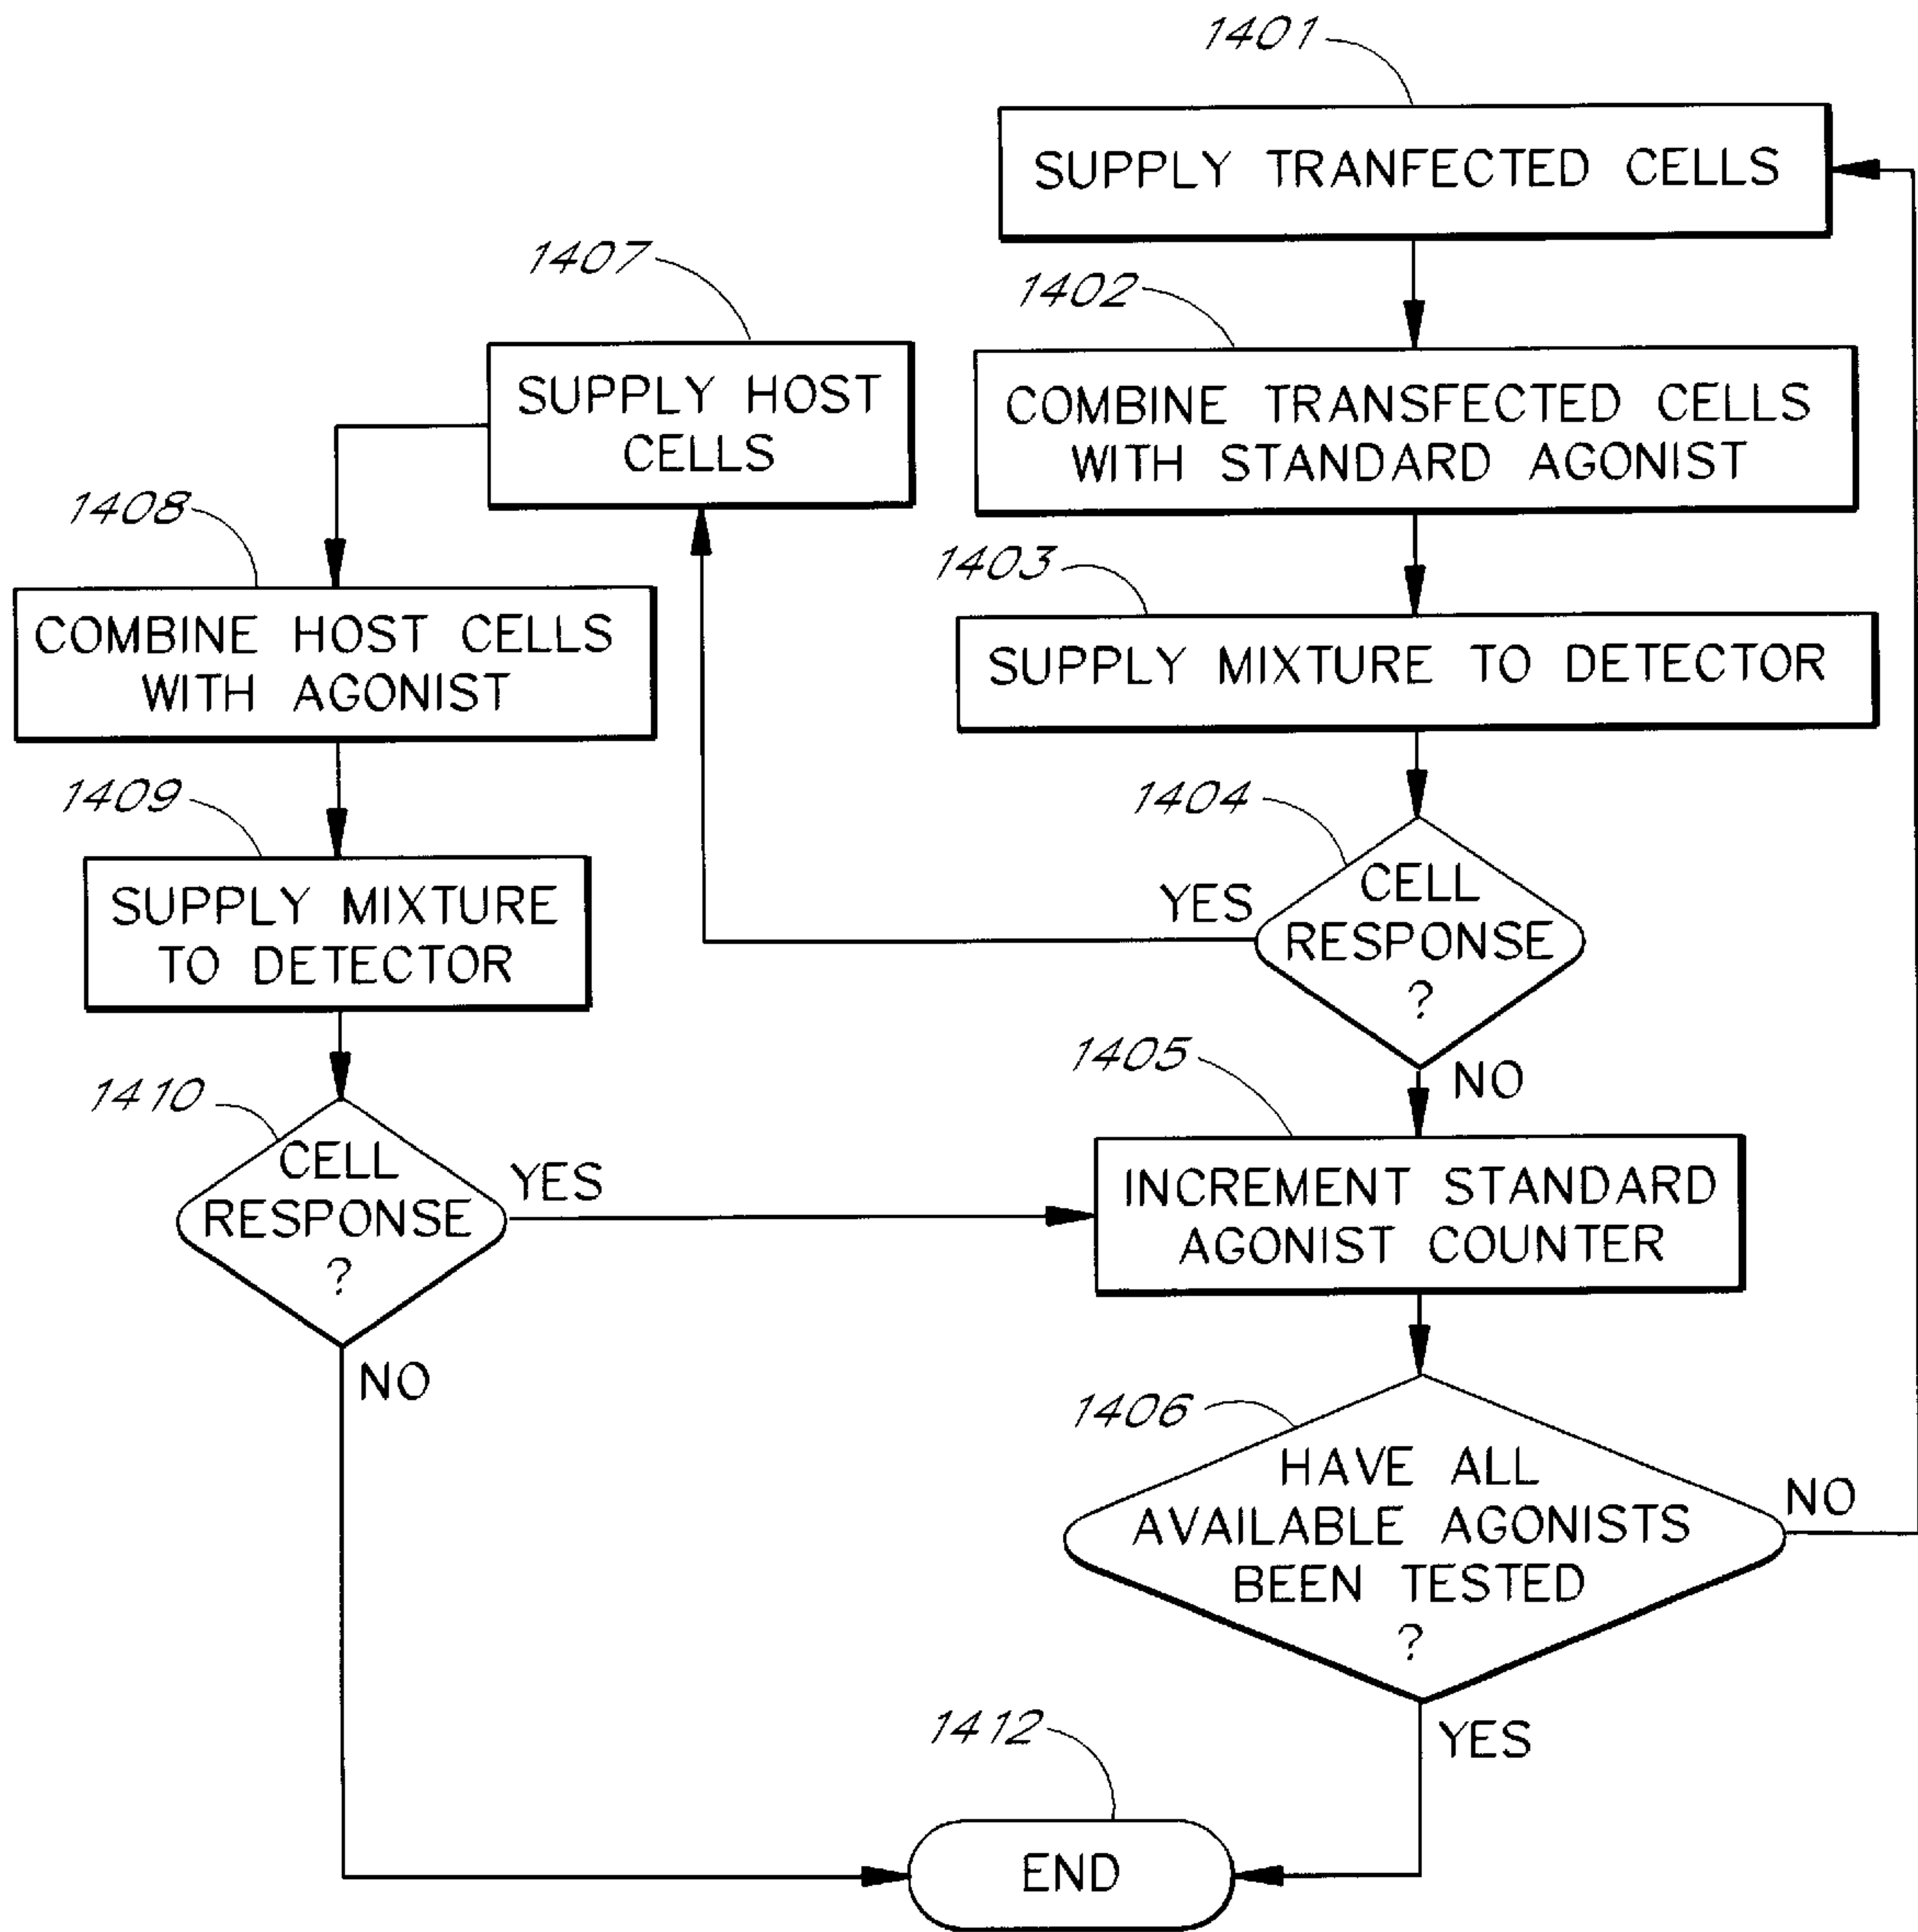 1401
SUPPLY TRANFECTED CELLS
1402
COMBINE TRANSFECTED CELLS
WITH STANDARD AGONIST
1403
SUPPLY MIXTURE TO DETECTOR
1404
CELL
RESPONSE
?
YES
NO
1405
INCREMENT STANDARD
AGONIST COUNTER
1406
HAVE ALL
AVAILABLE AGONISTS
BEEN TESTED
?
NO
YES
1407
SUPPLY HOST
CELLS
1408
COMBINE HOST CELLS
WITH AGONIST
1409
SUPPLY MIXTURE
TO DETECTOR
1410
CELL
RESPONSE
?
YES
NO
1412
END